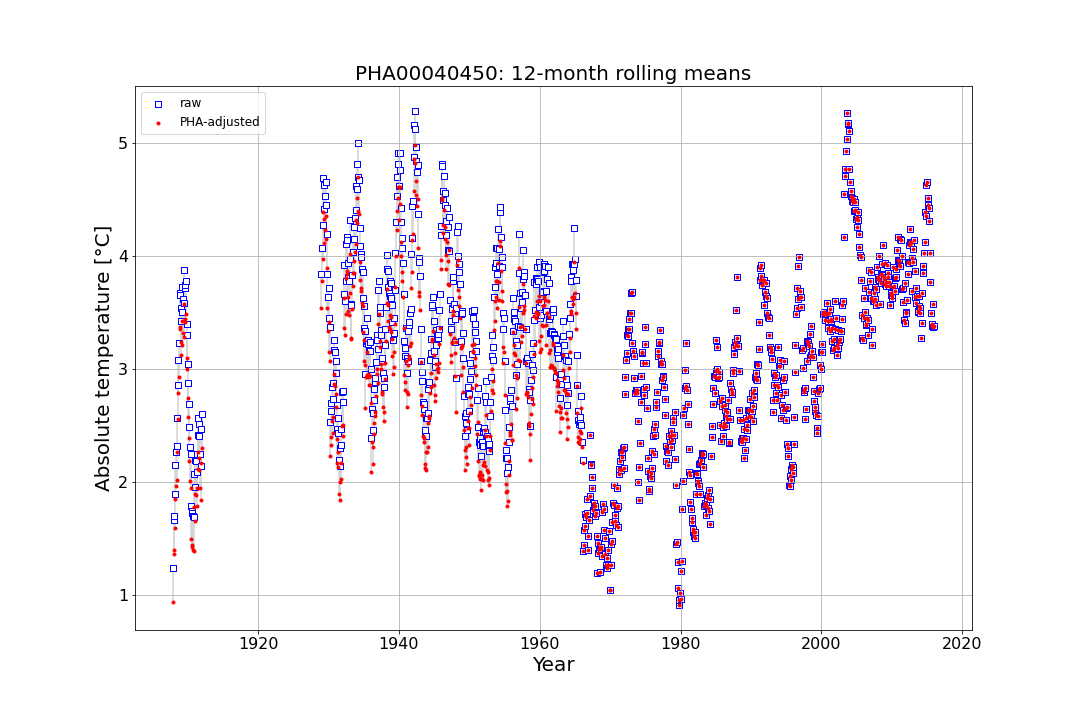 PHA00040450: 12-month rolling means
raw
PHA-adjusted
Absolute temperature [°C]
5
4
3
2
1
1920 1940 1960 1980 2000 2020
Year